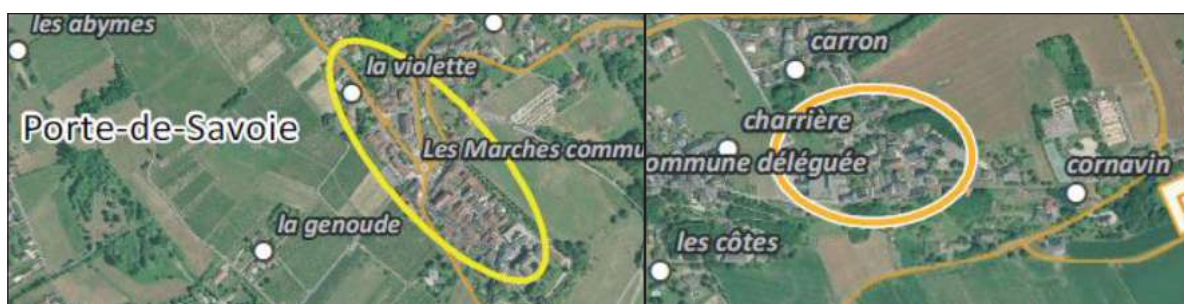 les abymes
la violette
Porte-de-Savoie
Les Marches commu
la genoude
carron
charrière
ommune déléguée
cornavin
les côtes